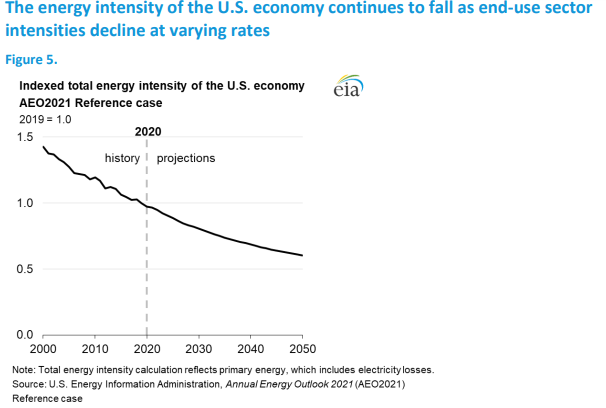 The energy intensity of the U.S. economy continues to fall as end-use sector
intensities decline at varying rates
Figure 5.
Indexed total energy intensity of the U.S. economy
AEO2021 Reference case
eia
2019 = 1.0
2020
1.5
history
projections
1.0
0.5
0.0
2000 2010 2020 2030 2040 2050
Note: Total energy intensity calculation reflects primary energy, which includes electricity losses.
Source: U.S. Energy Information Administration, Annual Energy Outlook 2021 (AEO2021)
Reference case